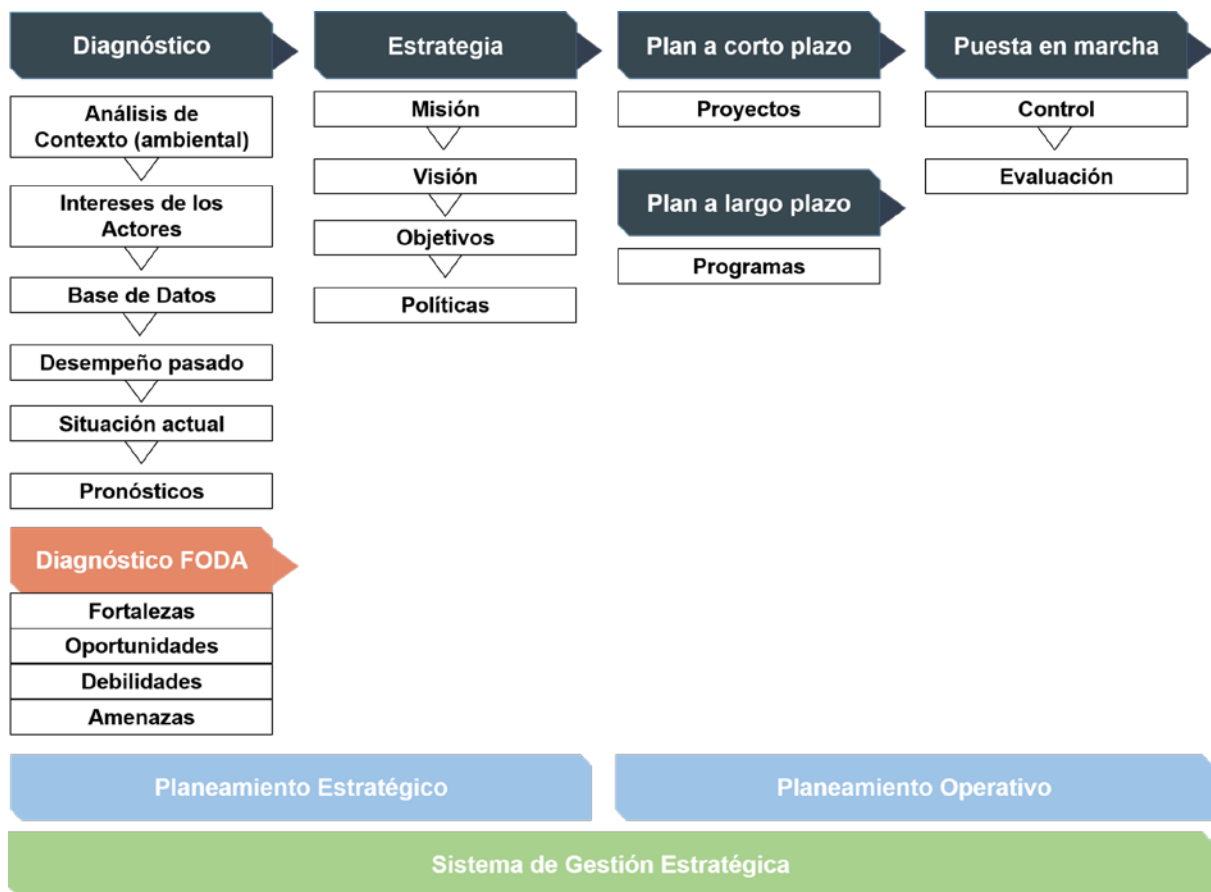 Diagnóstico
Análisis de
Contexto (ambiental)
Intereses de los
Actores
Base de Datos
Desempeño pasado
Situación actual
Pronósticos
Diagnóstico FODA
Fortalezas
Oportunidades
Debilidades
Amenazas
Estrategia
Misión
Visión
Objetivos
Políticas
Plan a corto plazo
Proyectos
Plan a largo plazo
Programas
Puesta en marcha
Control
Evaluación
Planeamiento Estratégico
Planeamiento Operativo
Sistema de Gestión Estratégica